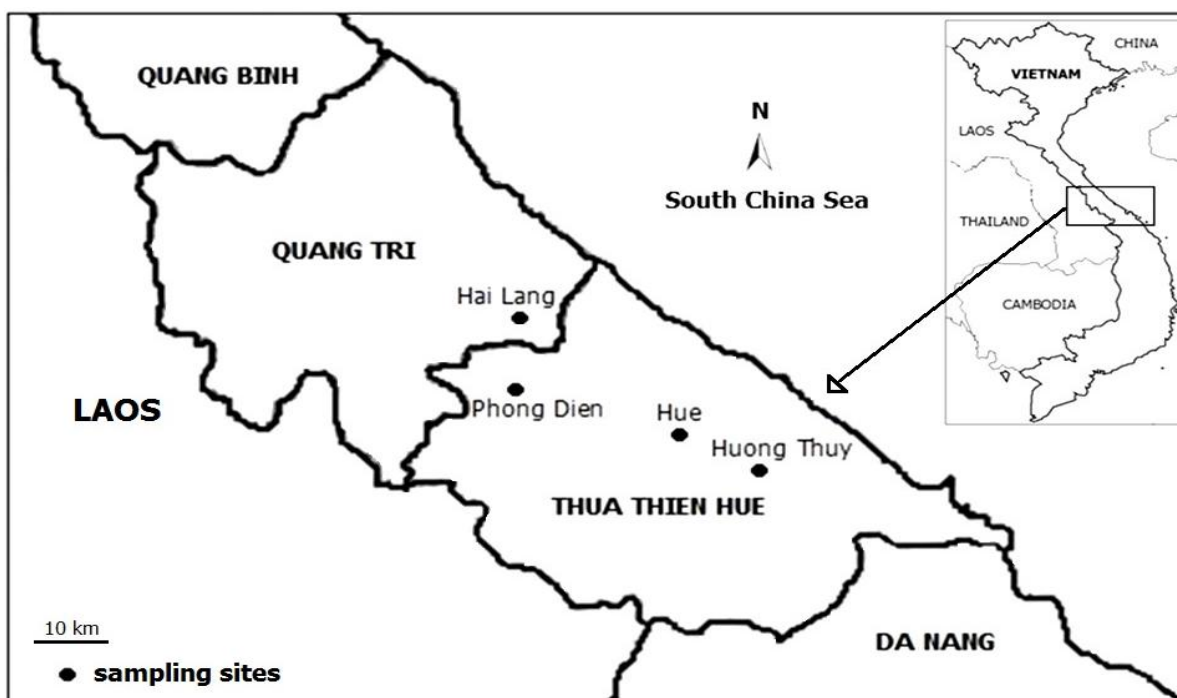 QUANG BINH
CHINA
VIETNAM
N
LAOS
South China Sea
THAILAND
QUANG TRI
Hai Lang
CAMBODIA
LAOS
Phong Dien
Hue
Huong Thuy
THUA THIEN HUE
10 km
DA NANG
sampling sites